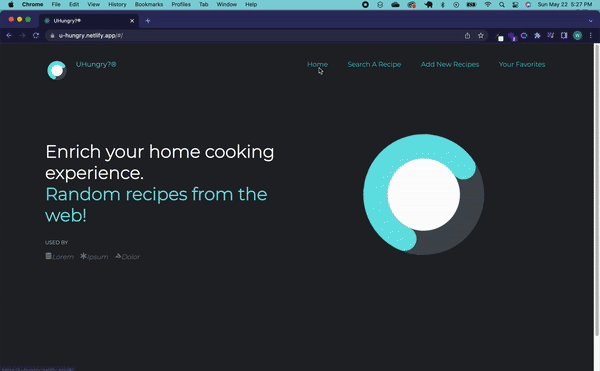 Chrome File Edit View History Bookmarks Profiles Tab Window Help
Sun May 22 5:27 PM
UHungry?®
u-hungry.netlify.app/#/
UHungry?®
Home
Search A Recipe
Add New Recipes
Your Favorites
Enrich your home cooking
experience.
Random recipes from the
web!
USED BY
Lorem Ipsum Dolor